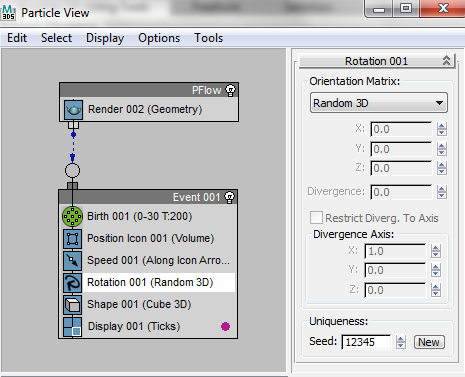 Particle View
Edit Select Display Options Tools
PFlow
Render 002 (Geometry)
Event 001
Birth 001 (0-30 T:200)
Position Icon 001 (Volume)
Speed 001 (Along Icon Arro...
Rotation 001 (Random 3D)
Shape 001 (Cube 3D)
Display 001 (Ticks)
Rotation 001
Orientation Matrix:
Random 3D
X: 0.0
Y: 0.0
Z: 0.0
Divergence: 0.0
Restrict Diverg. To Axis
Divergence Axis:
X: 1.0
Y: 0.0
Z: 0.0
Uniqueness:
Seed: 12345 New